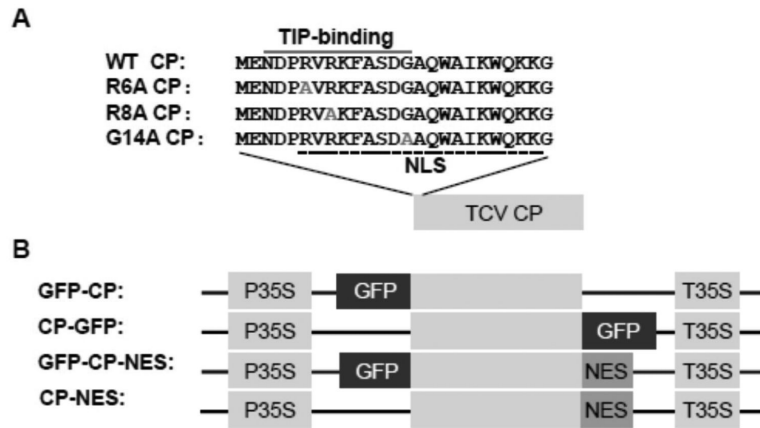 A
TIP-binding
WT CP: MENDPRVRKFASDGAQWAIKWQKKG
R6A CP: MENDPAVRKFASDGAQWAIKWQKKG
R8A CP: MENDPRVAKFASDGAQWAIKWQKKG
G14A CP: MENDPRVRKFASDAAQWAIKWQKKG
NLS
TCV CP
B
GFP-CP: P35S GFP T35S
CP-GFP: P35S GFP T35S
GFP-CP-NES: P35S GFP NES T35S
CP-NES: P35S NES T35S